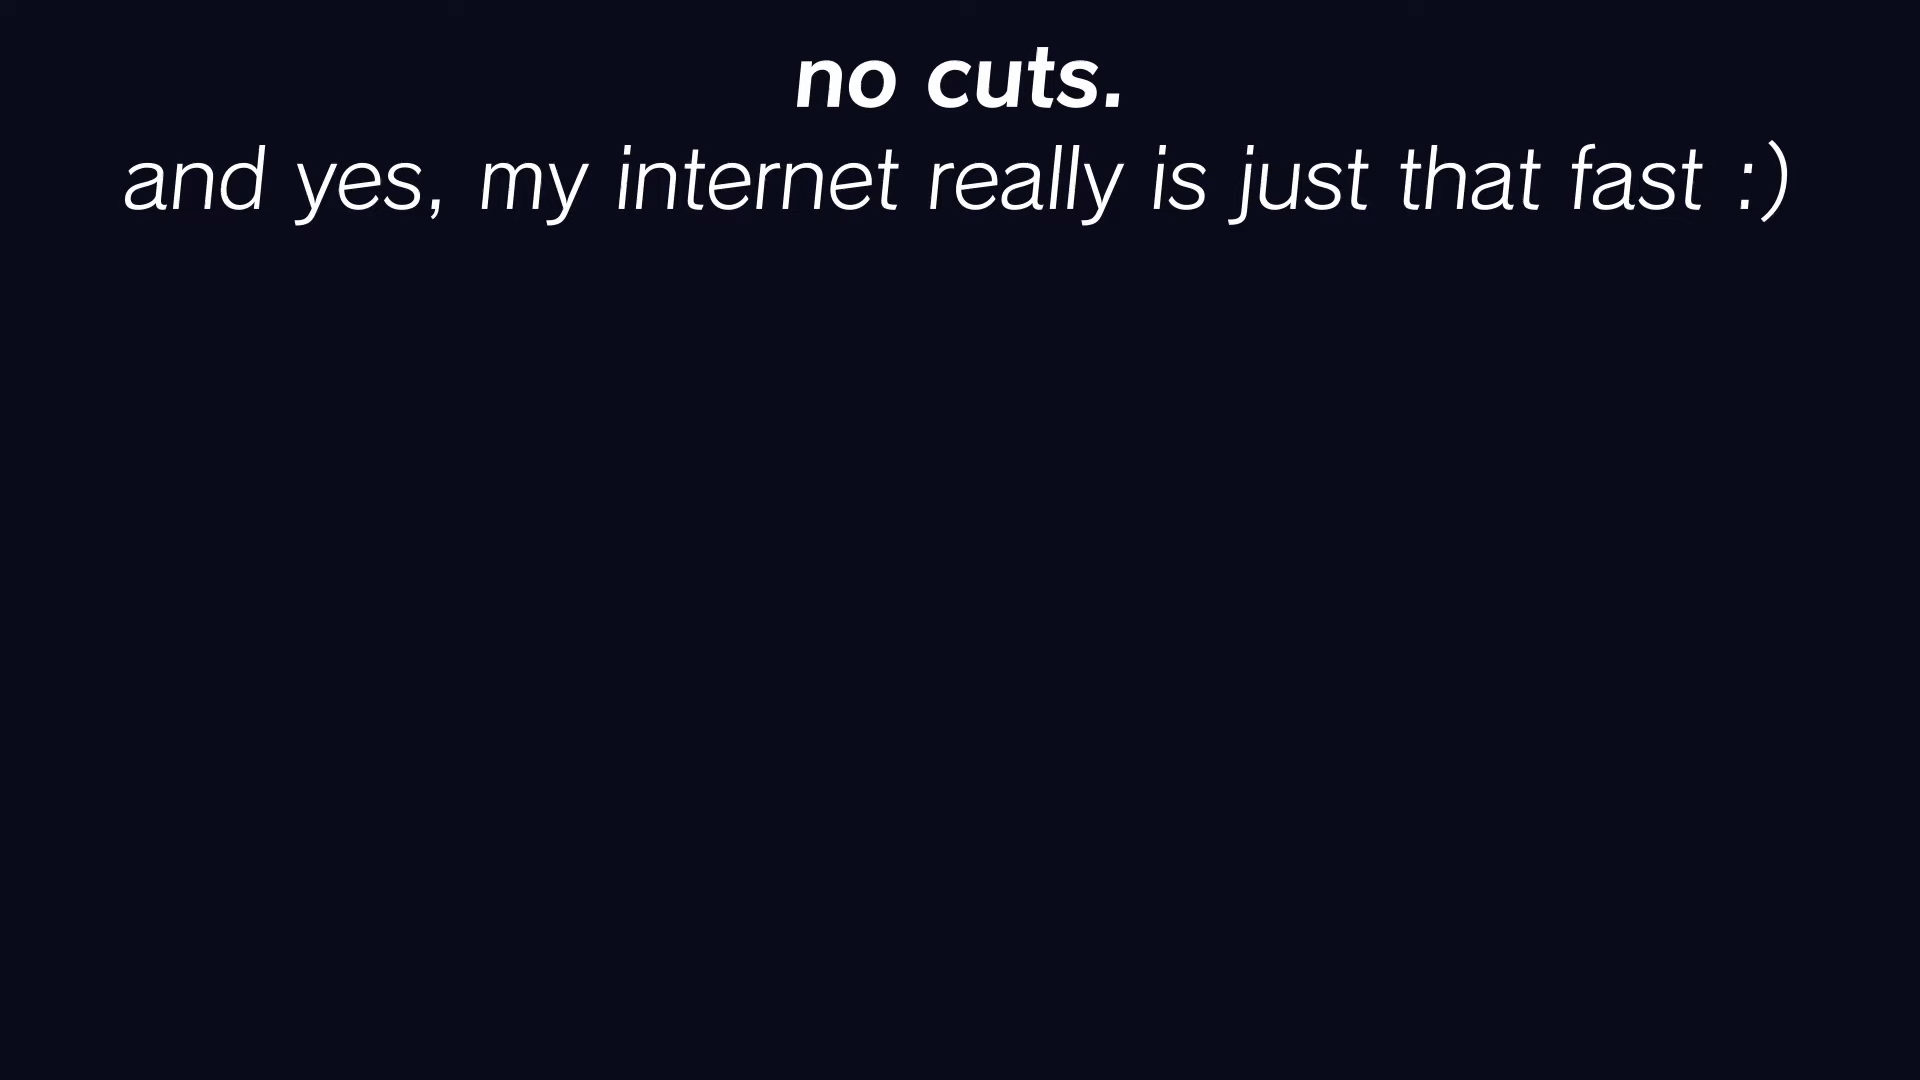 no cuts.
and yes, my internet really is just that fast :)